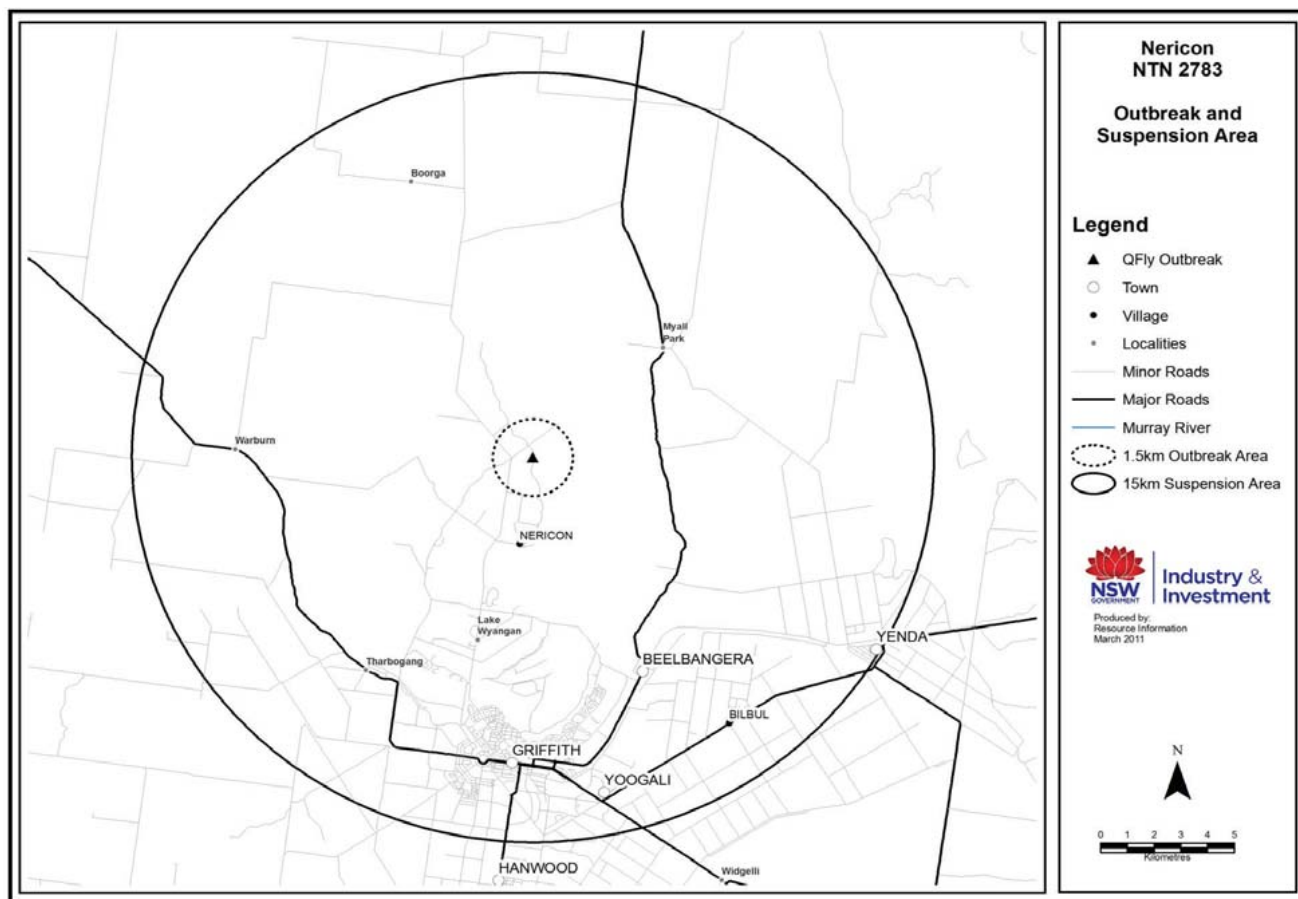 Nericon
NTN 2783
Outbreak and
Suspension Area
Legend
QFly Outbreak
Town
Village
Localities
Minor Roads
Major Roads
Murray River
1.5km Outbreak Area
15km Suspension Area
NSW
GOVERNMENT
Industry &
Investment
Produced by:
Resource Information
March 2011
N
0 1 2 3 4 5
Kilometres
Boorga
Myall
Park
Warburn
NERICON
Lake
Wyangan
Tharbogang
BEELBANGERA
YENDA
BILBUL
GRIFFITH
YOOGALI
HANWOOD
Widgelli